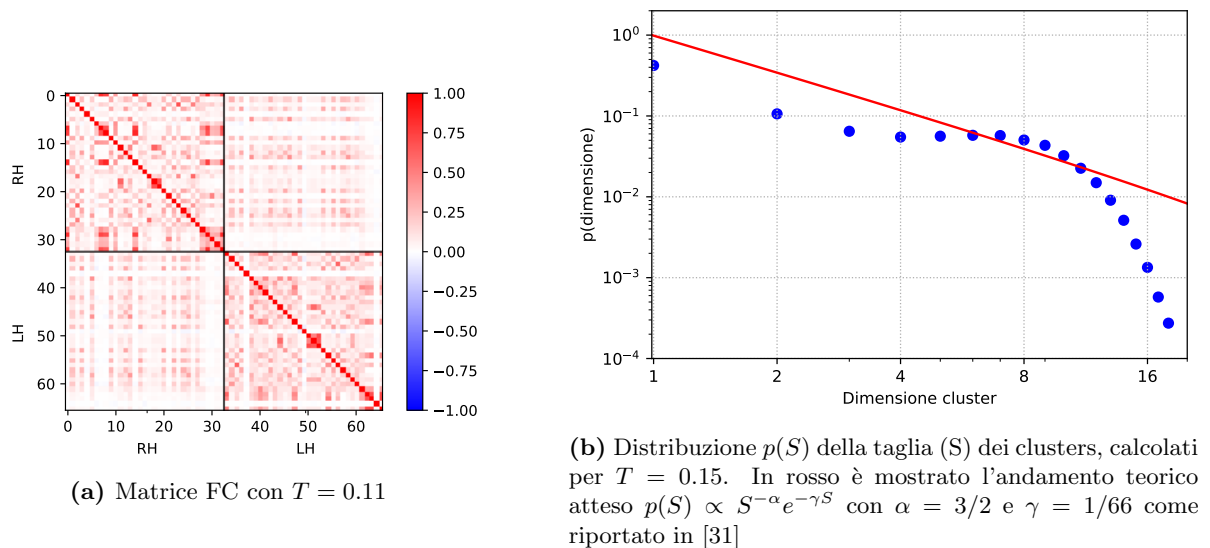 0
10
20
30
40
50
60
RH
LH
0 10 20 30 40 50 60
RH LH
1.00
0.75
0.50
0.25
0.00
−0.25
−0.50
−0.75
−1.00
(a) Matrice FC con T = 0.11
10⁰
10⁻¹
10⁻²
10⁻³
10⁻⁴
p(dimensione)
1 2 4 8 16
Dimensione cluster
(b) Distribuzione p(S) della taglia (S) dei clusters, calcolati
per T = 0.15. In rosso è mostrato l'andamento teorico
atteso p(S) ∝ S⁻ᵅe⁻ᵞˢ con α = 3/2 e γ = 1/66 come
riportato in [31]